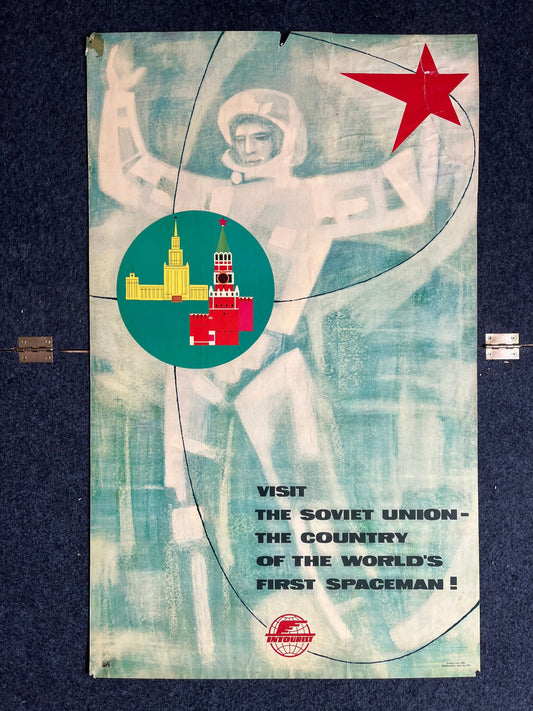 VISIT
THE SOVIET UNION-
THE COUNTRY
OF THE WORLD'S
FIRST SPACEMAN!
INTOURIST